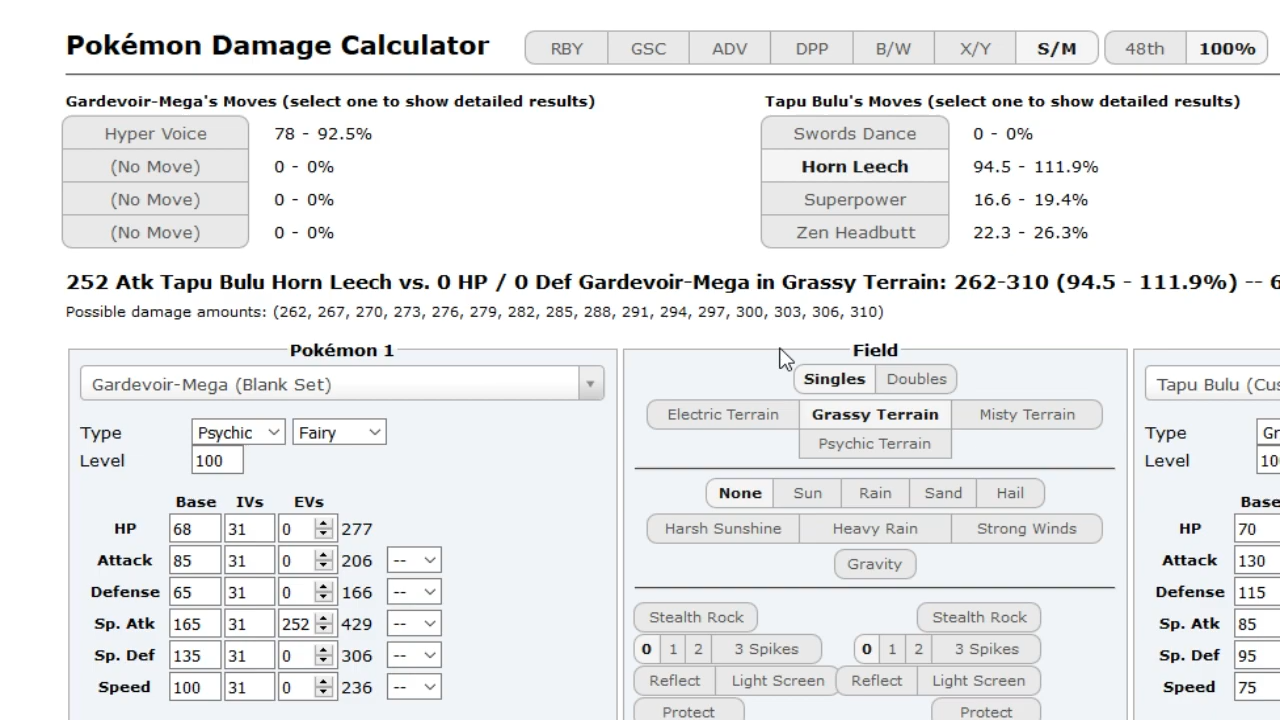 Pokémon Damage Calculator RBY GSC ADV DPP B/W X/Y S/M 48th 100%
Gardevoir-Mega's Moves (select one to show detailed results) Tapu Bulu's Moves (select one to show detailed results)
Hyper Voice 78 - 92.5% Swords Dance 0 - 0%
(No Move) 0 - 0% Horn Leech 94.5 - 111.9%
(No Move) 0 - 0% Superpower 16.6 - 19.4%
(No Move) 0 - 0% Zen Headbutt 22.3 - 26.3%
252 Atk Tapu Bulu Horn Leech vs. 0 HP / 0 Def Gardevoir-Mega in Grassy Terrain: 262-310 (94.5 - 111.9%) -- 6
Possible damage amounts: (262, 267, 270, 273, 276, 279, 282, 285, 288, 291, 294, 297, 300, 303, 306, 310)
Pokémon 1 Field
Gardevoir-Mega (Blank Set) Singles Doubles Tapu Bulu (Cus
Electric Terrain Grassy Terrain Misty Terrain
Type Psychic Fairy Psychic Terrain Type Gr
Level 100 Level 10
Base IVs EVs None Sun Rain Sand Hail Base
HP 68 31 0 277 Harsh Sunshine Heavy Rain Strong Winds HP 70
Attack 85 31 0 206 -- Gravity Attack 130
Defense 65 31 0 166 -- Defense 115
Sp. Atk 165 31 252 429 -- Stealth Rock Stealth Rock Sp. Atk 85
Sp. Def 135 31 0 306 -- 0 1 2 3 Spikes 0 1 2 3 Spikes Sp. Def 95
Speed 100 31 0 236 -- Reflect Light Screen Reflect Light Screen Speed 75
Protect Protect